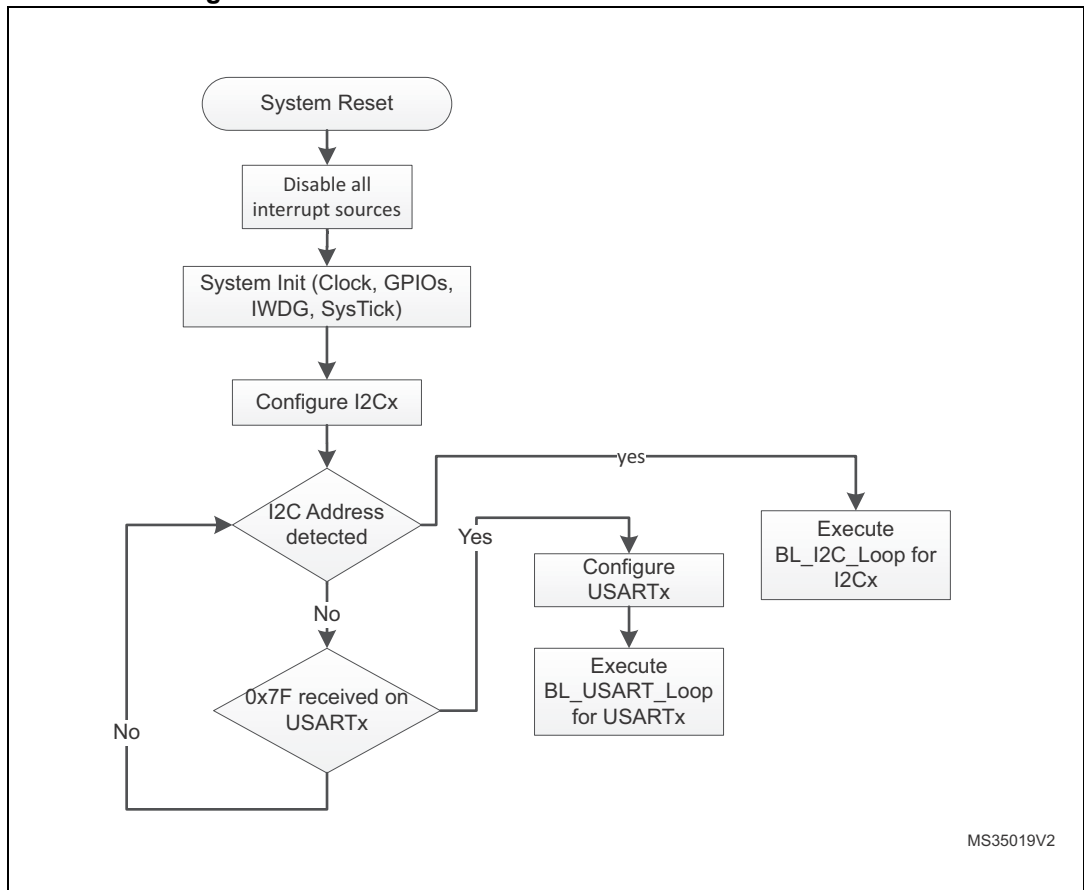 System Reset
Disable all
interrupt sources
System Init (Clock, GPIOs,
IWDG, SysTick)
Configure I2Cx
I2C Address
detected
yes
Execute
BL_I2C_Loop for
I2Cx
Yes
Configure
USARTx
No
Execute
BL_USART_Loop
for USARTx
0x7F received on
USARTx
No
MS35019V2